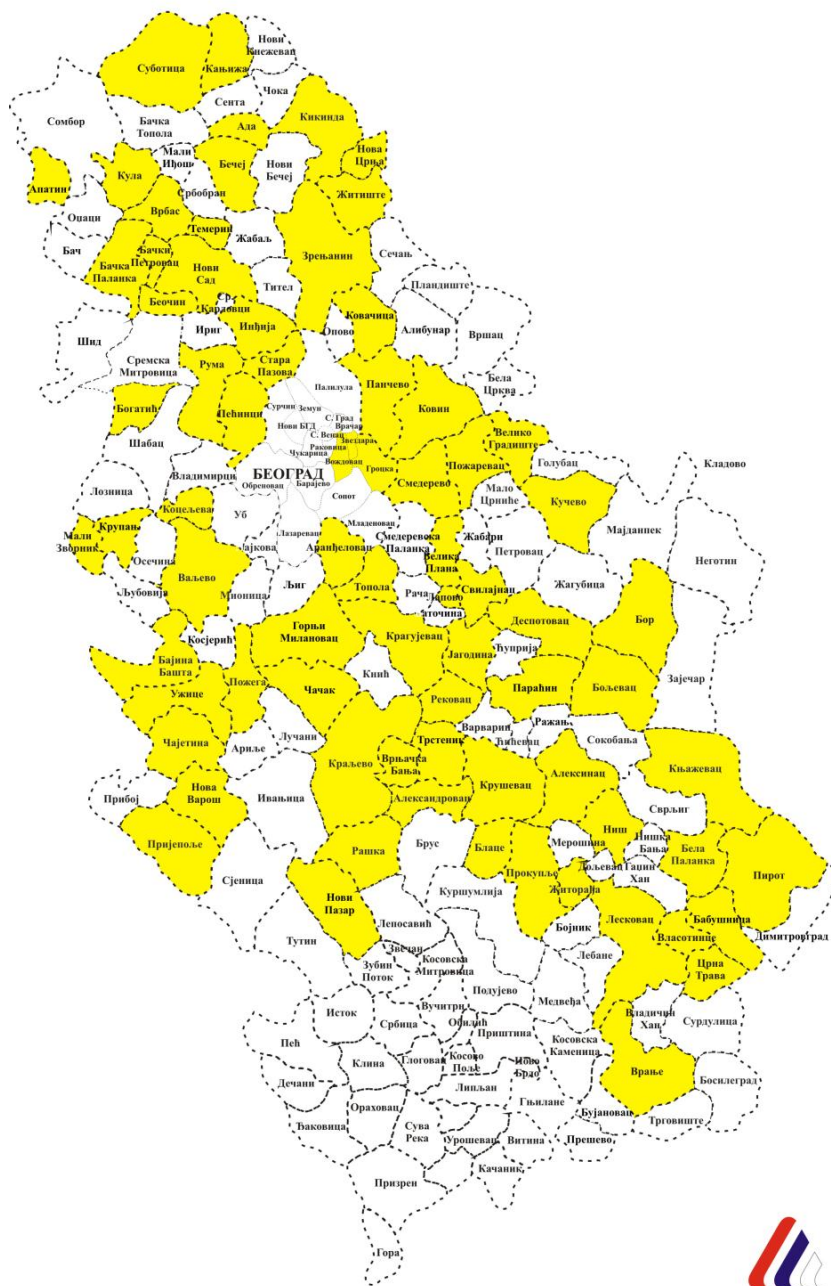 Нови
Кнежевац
Суботица
Кањижа
Чока
Сента
Сомбор
Бачка
Топола
Ада
Кикинда
Мали
Иђош
Бечеј
Нови
Бечеј
Нова
Црња
Апатин
Кула
Србобран
Житиште
Оџаци
Врбас
Темерин
Жабаљ
Зрењанин
Сечањ
Бач
Бачка
Паланка
Бачки
Петровац
Нови
Сад
Тител
Пландиште
Беочин
Ср.
Карловци
Ковачица
Опово
Алибунар
Вршац
Шид
Ириг
Инђија
Сремска
Митровица
Рума
Стара
Пазова
Бела
Црква
Палилула
Панчево
Ковин
Богатић
Пећинци
Сурчин
Земун
Нови БГД
С. Град
Врачар
С. Венац
Звездара
Раковица
Чукарица
Вождовац
Гроцка
БЕОГРАД
Обреновац
Барајево
Сопот
Шабац
Смедерево
Пожаревац
Велико
Градиште
Голубац
Кладово
Лозница
Владимирци
Мало
Црниће
Кучево
Коцељева
Уб
Младеновац
Лазаревац
Мали
Зворник
Крупањ
Осечина
Аранђеловац
Смедеревска
Паланка
Жабари
Петровац
Мајданпек
Неготин
Велика
Плана
Жагубица
Љубовија
Ваљево
Мионица
Љиг
Топола
Рача
Свилајнац
Лапово
Косјерић
Горњи
Милановац
Крагујевац
Деспотовац
Бор
Бајина
Башта
Ужице
Пожега
Чачак
Кнић
Јагодина
Ћуприја
Параћин
Бољевац
Зајечар
Рековац
Чајетина
Ариље
Лучани
Варварин
Ћићевац
Ражањ
Сокобања
Трстеник
Врњачка
Бања
Краљево
Крушевац
Алексинац
Књажевац
Прибој
Нова
Варош
Ивањица
Александровац
Сврљиг
Пријепоље
Рашка
Брус
Блаце
Мерошина
Ниш
Нишка
Бања
Бела
Паланка
Пирот
Сјеница
Прокупље
Дољевац
Гаџин
Хан
Житорађа
Нови
Пазар
Куршумлија
Лесковац
Бабушница
Власотинце
Димитровград
Лепосавић
Бојник
Лебане
Црна
Трава
Тутин
Звечан
Зубин
Поток
Косовска
Митровица
Подујево
Медвеђа
Исток
Вучитрн
Србица
Обилић
Приштина
Владичин
Хан
Сурдулица
Пећ
Косовска
Каменица
Клина
Глоговац
Косово
Поље
Ново
Брдо
Врање
Босилеград
Дечани
Липљан
Гњилане
Ђаковица
Ораховац
Бујановац
Трговиште
Сува
Река
Урошевац
Витина
Прешево
Качаник
Призрен
Гора